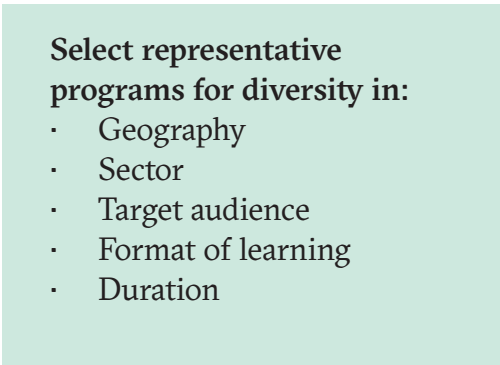 Select representative
programs for diversity in:
· Geography
· Sector
· Target audience
· Format of learning
· Duration